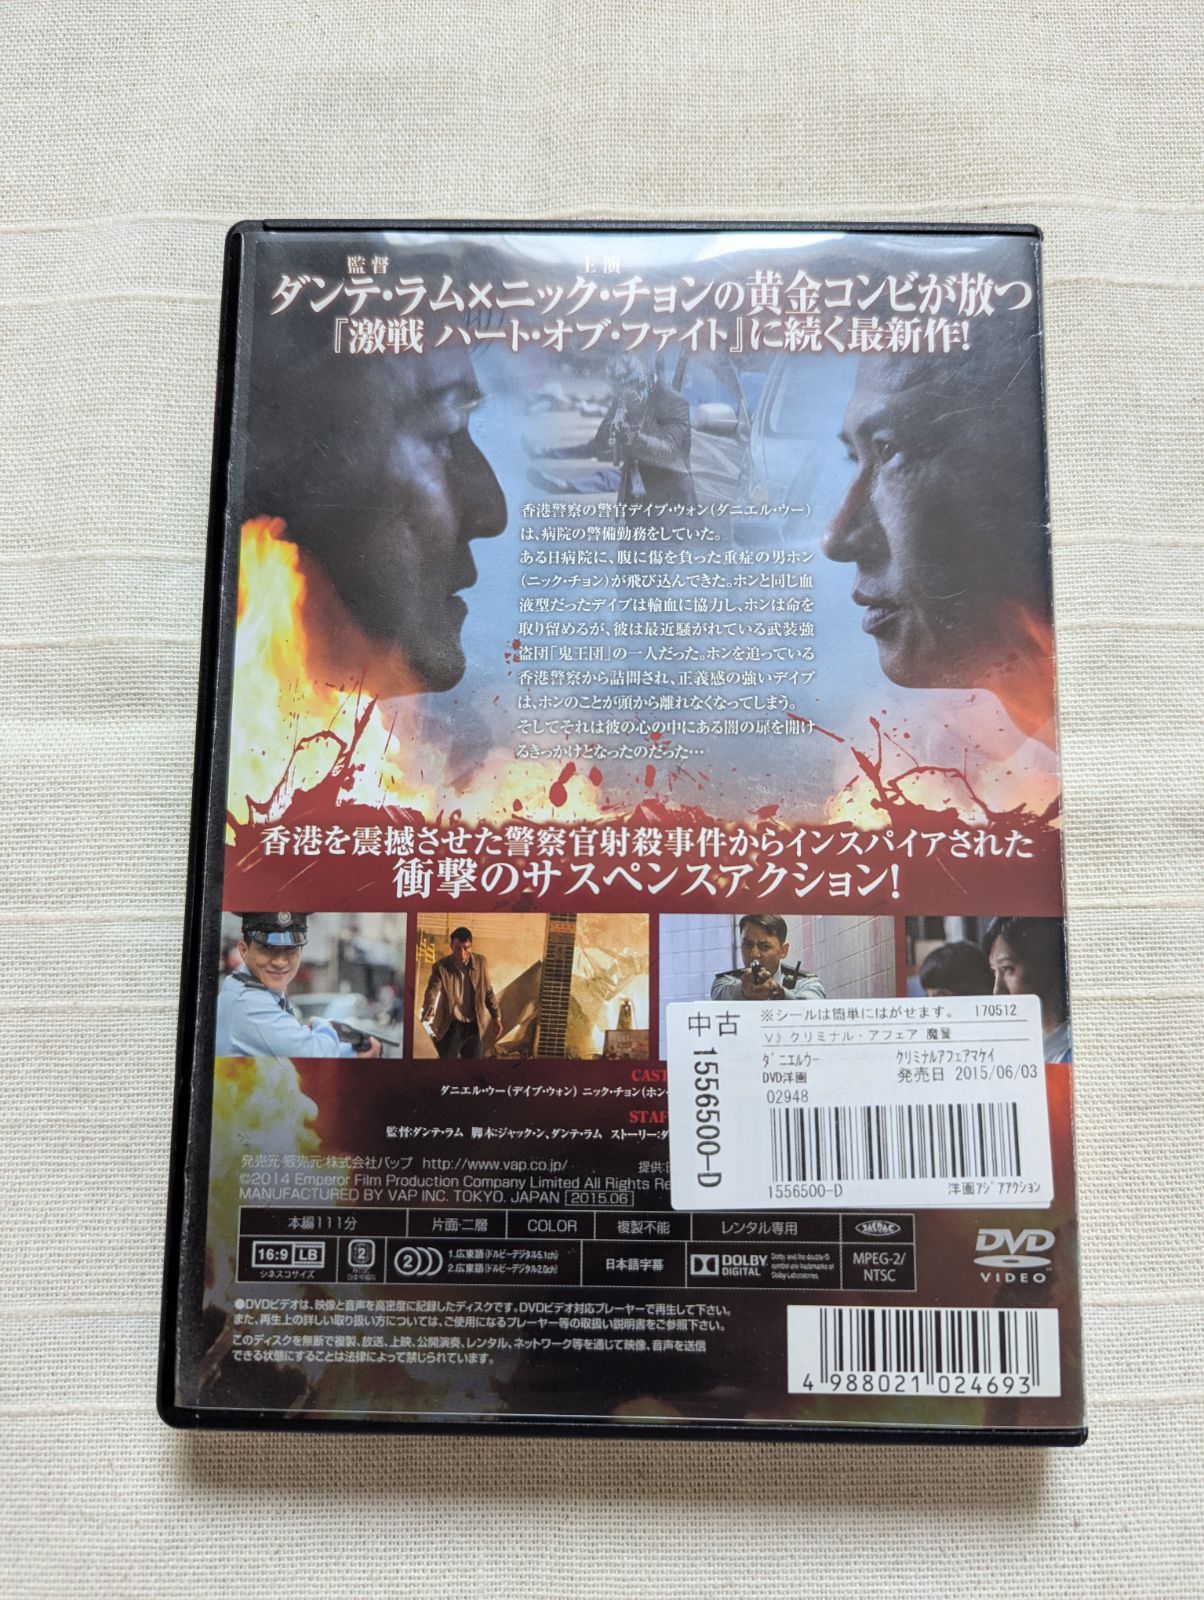 監督 主演
ダンテ・ラム×ニック・チョンの黄金コンビが放つ
『激戦 ハート・オブ・ファイト』に続く最新作!
香港警察の警官デイブ・ウォン(ダニエル・ウー)
は、病院の警備勤務をしていた。
ある日病院に、腹に傷を負った重症の男ホン
(ニック・チョン)が飛び込んできた。ホンと同じ血
液型だったデイブは輸血に協力し、ホンは命を
取り留めるが、彼は最近騒がれている武装強
盗団「鬼王団」の一人だった。ホンを追っている
香港警察から詰問され、正義感の強いデイブ
は、ホンのことが頭から離れなくなってしまう。
そしてそれは彼の心の中にある闇の扉を開け
るきっかけとなったのだった…
香港を震撼させた警察官射殺事件からインスパイアされた
衝撃のサスペンスアクション!
CAST
ダニエル・ウー(デイブ・ウォン) ニック・チョン(ホン・
STAF
監督:ダンテ・ラム 脚本:ジャック・ン、ダンテ・ラム ストーリー:ダ
発売元・販売元:株式会社バップ http://www.vap.co.jp/ 提供:
©2014 Emperor Film Production Company Limited All Rights Re
MANUFACTURED BY VAP INC. TOKYO. JAPAN 2015.06
中古
1556500-D
※シールは簡単にはがせます。 170512
V》クリミナル・アフェア 魔警
ダニエルウー クリミナルアフェアマケイ
DVD洋画 発売日 2015/06/03
02948
1556500-D 洋画アジアアクション
本編111分 片面・二層 COLOR 複製不能 レンタル専用
16:9 LB
シネスコサイズ
2
NTSC
日本市場向
2
1.広東語(ドルビーデジタル5.1ch)
2.広東語(ドルビーデジタル2.0ch)
日本語字幕
DOLBY
DIGITAL
Dolby and the double-D
symbol are trademarks of
Dolby Laboratories.
MPEG-2/
NTSC
DVD
VIDEO
●DVDビデオは、映像と音声を高密度に記録したディスクです。DVDビデオ対応プレーヤーで再生して下さい。
また、再生上の詳しい取り扱い方については、ご使用になるプレーヤー等の取扱い説明書をご参照下さい。
このディスクを無断で複製、放送、上映、公開演奏、レンタル、ネットワーク等を通じて映像、音声を送信
できる状態にすることは法律によって禁じられています。
4 988021 024693